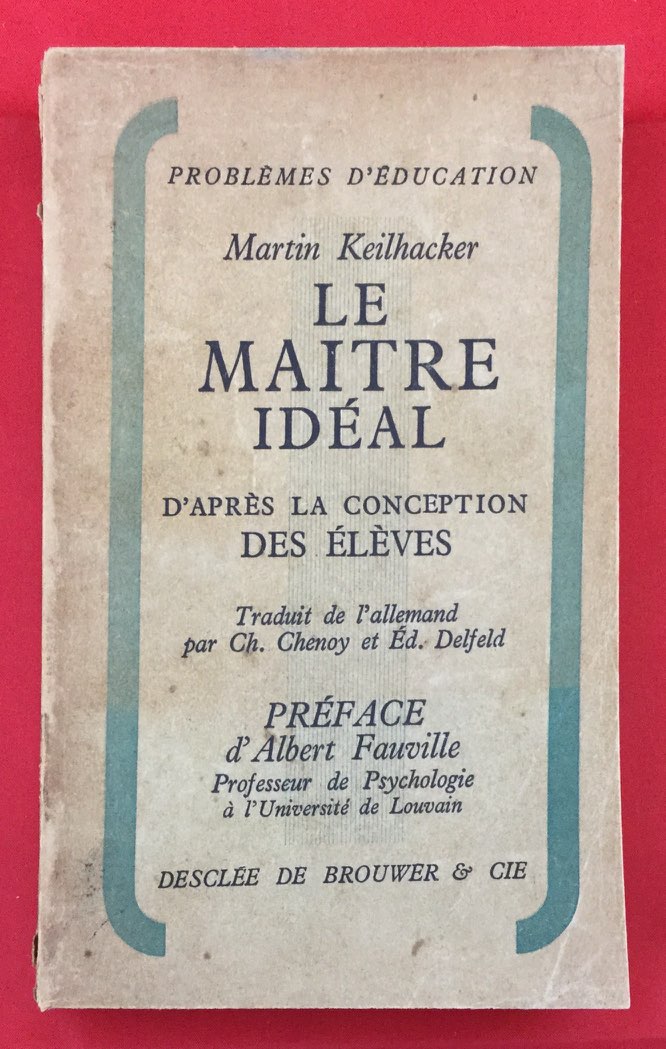 PROBLÈMES D'ÉDUCATION
Martin Keilhacker
LE
MAITRE
IDÉAL
D'APRÈS LA CONCEPTION
DES ÉLÈVES
Traduit de l'allemand
par Ch. Chenoy et Éd. Delfeld
PRÉFACE
d'Albert Fauville
Professeur de Psychologie
à l'Université de Louvain
DESCLÉE DE BROUWER & CIE